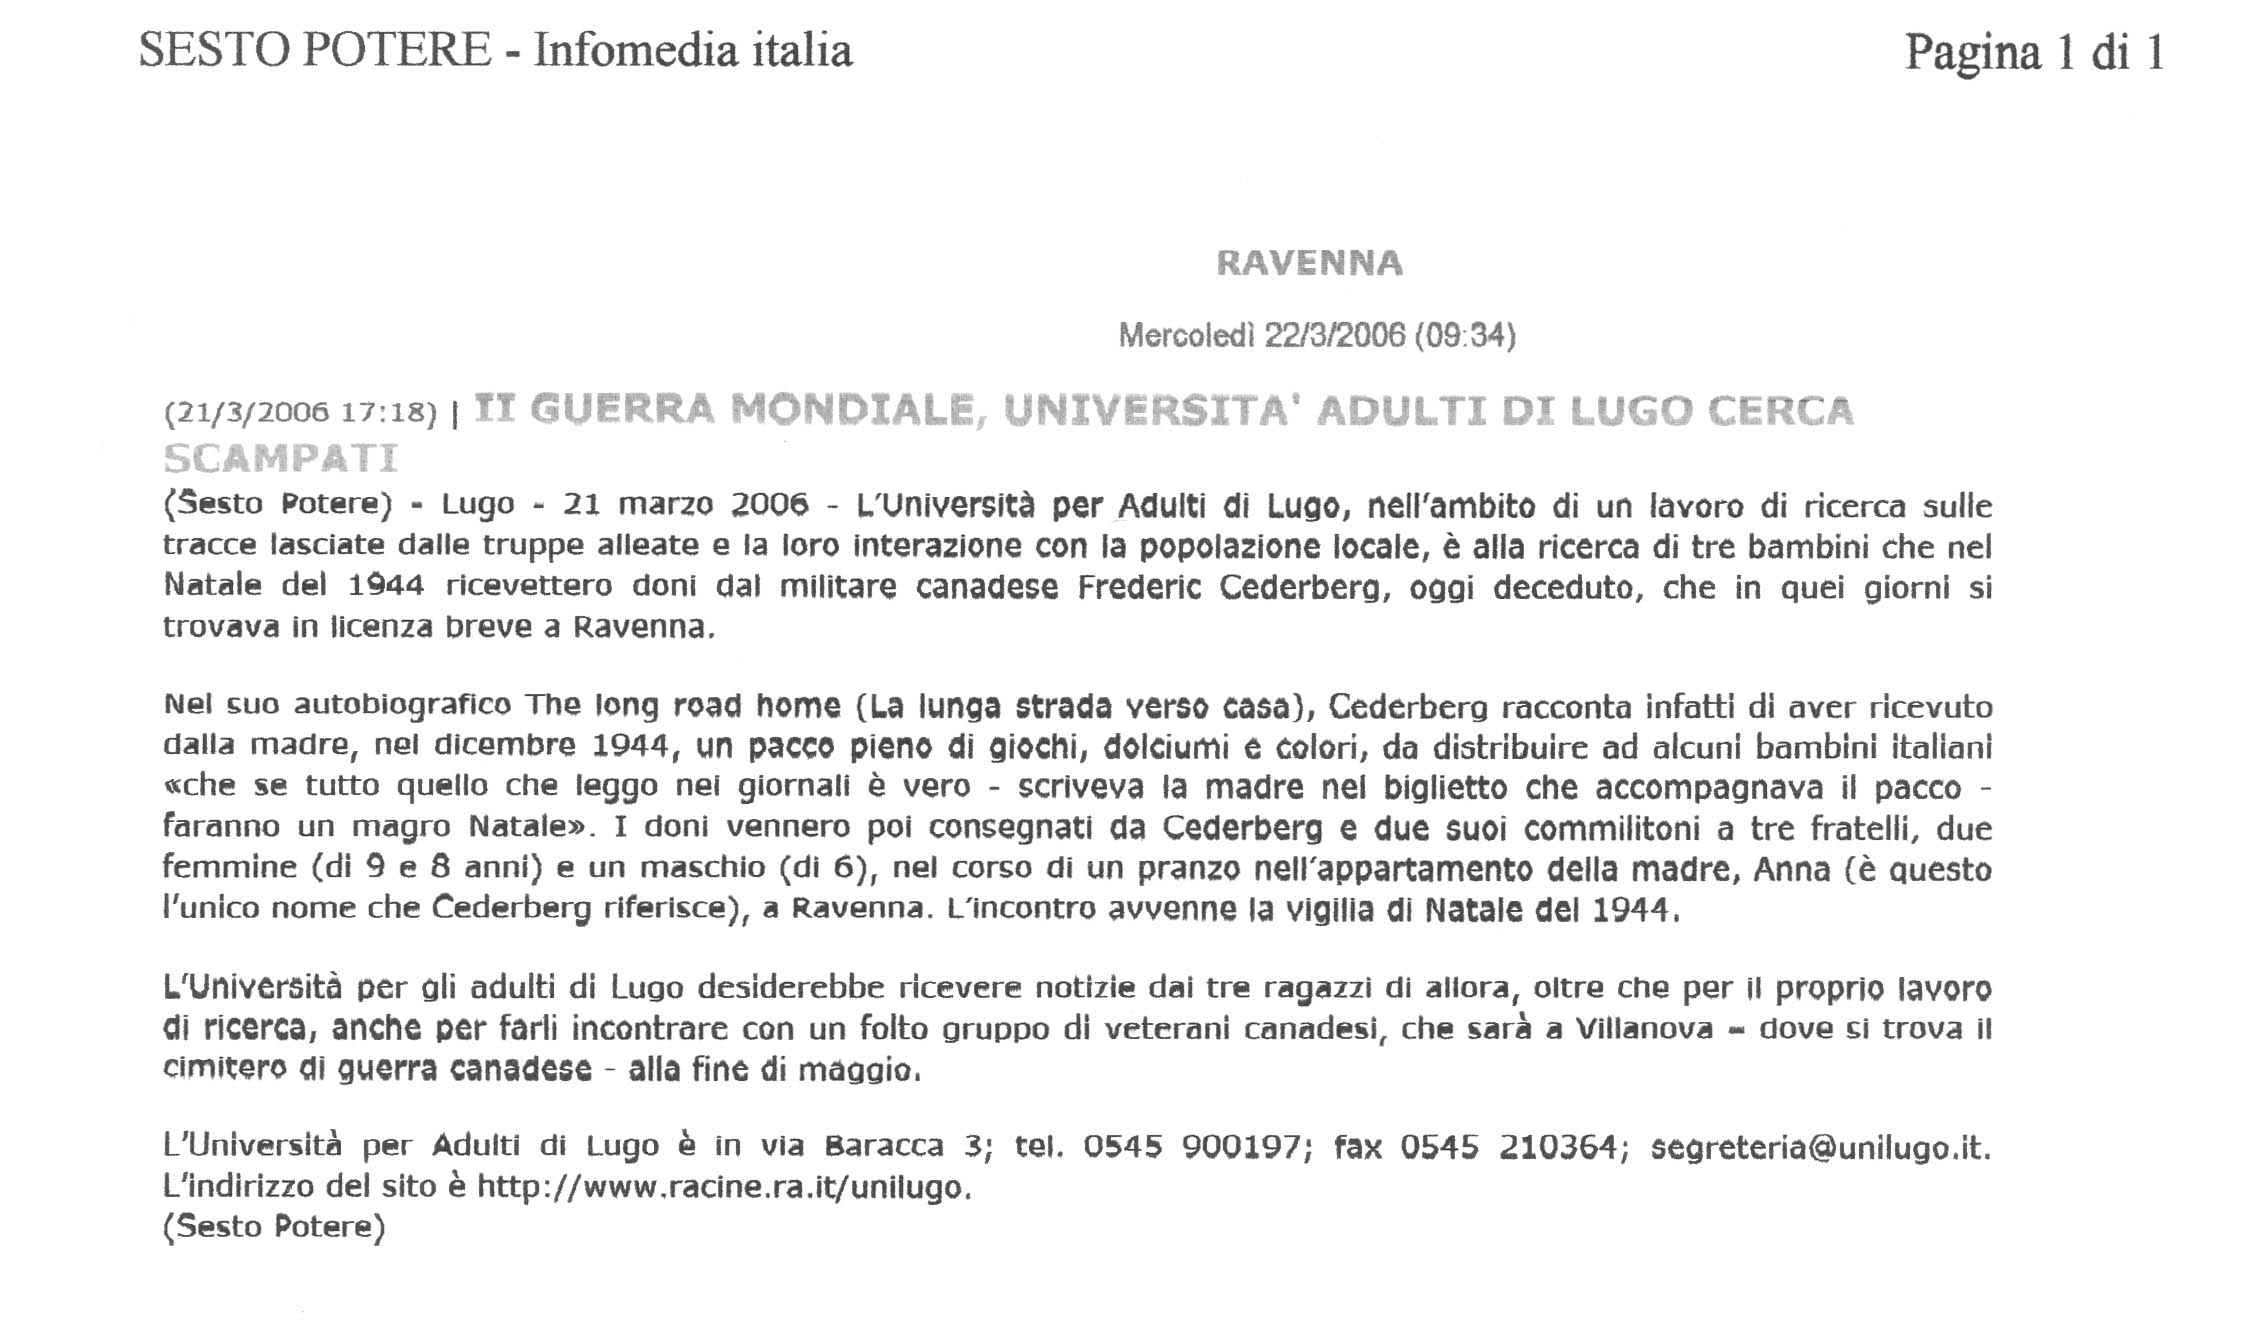 SESTO POTERE - Infomedia italia
Pagina 1 di 1
RAVENNA
Mercoledì 22/3/2006 (09:34)
(21/3/2006 17:18) | II GUERRA MONDIALE, UNIVERSITA' ADULTI DI LUGO CERCA
SCAMPATI
(Sesto Potere) - Lugo - 21 marzo 2006 - L'Università per Adulti di Lugo, nell'ambito di un lavoro di ricerca sulle
tracce lasciate dalle truppe alleate e la loro interazione con la popolazione locale, è alla ricerca di tre bambini che nel
Natale del 1944 ricevettero doni dal militare canadese Frederic Cederberg, oggi deceduto, che in quei giorni si
trovava in licenza breve a Ravenna.
Nel suo autobiografico The long road home (La lunga strada verso casa), Cederberg racconta infatti di aver ricevuto
dalla madre, nel dicembre 1944, un pacco pieno di giochi, dolciumi e colori, da distribuire ad alcuni bambini italiani
«che se tutto quello che leggo nei giornali è vero - scriveva la madre nel biglietto che accompagnava il pacco -
faranno un magro Natale». I doni vennero poi consegnati da Cederberg e due suoi commilitoni a tre fratelli, due
femmine (di 9 e 8 anni) e un maschio (di 6), nel corso di un pranzo nell'appartamento della madre, Anna (è questo
l'unico nome che Cederberg riferisce), a Ravenna. L'incontro avvenne la vigilia di Natale del 1944.
L'Università per gli adulti di Lugo desiderebbe ricevere notizie dai tre ragazzi di allora, oltre che per il proprio lavoro
di ricerca, anche per farli incontrare con un folto gruppo di veterani canadesi, che sarà a Villanova – dove si trova il
cimitero di guerra canadese - alla fine di maggio.
L'Università per Adulti di Lugo è in via Baracca 3; tel. 0545 900197; fax 0545 210364; segreteria@unilugo.it.
L'indirizzo del sito è http://www.racine.ra.it/unilugo.
(Sesto Potere)